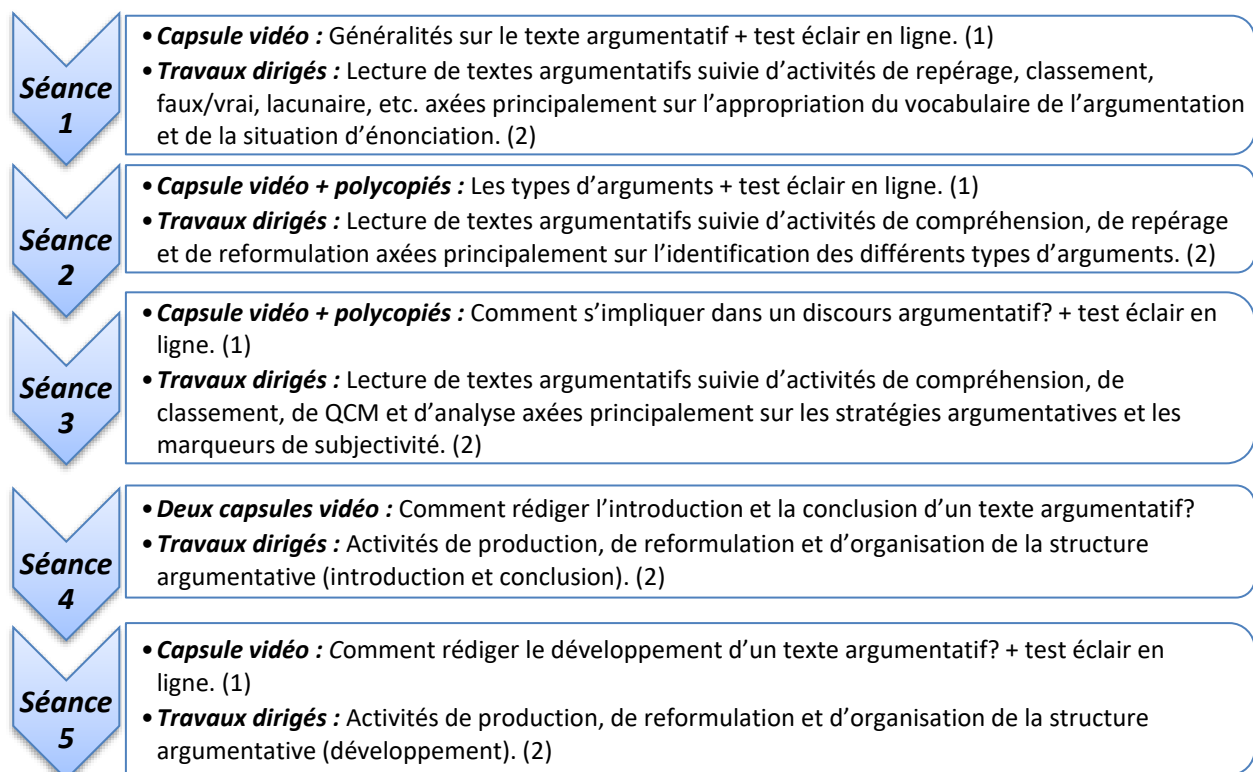 Séance
1
• Capsule vidéo : Généralités sur le texte argumentatif + test éclair en ligne. (1)
• Travaux dirigés : Lecture de textes argumentatifs suivie d’activités de repérage, classement,
faux/vrai, lacunaire, etc. axées principalement sur l’appropriation du vocabulaire de l’argumentation
et de la situation d’énonciation. (2)
Séance
2
• Capsule vidéo + polycopiés : Les types d’arguments + test éclair en ligne. (1)
• Travaux dirigés : Lecture de textes argumentatifs suivie d’activités de compréhension, de repérage
et de reformulation axées principalement sur l’identification des différents types d’arguments. (2)
Séance
3
• Capsule vidéo + polycopiés : Comment s’impliquer dans un discours argumentatif? + test éclair en
ligne. (1)
• Travaux dirigés : Lecture de textes argumentatifs suivie d’activités de compréhension, de
classement, de QCM et d’analyse axées principalement sur les stratégies argumentatives et les
marqueurs de subjectivité. (2)
Séance
4
• Deux capsules vidéo : Comment rédiger l’introduction et la conclusion d’un texte argumentatif?
• Travaux dirigés : Activités de production, de reformulation et d’organisation de la structure
argumentative (introduction et conclusion). (2)
Séance
5
• Capsule vidéo : Comment rédiger le développement d’un texte argumentatif? + test éclair en
ligne. (1)
• Travaux dirigés : Activités de production, de reformulation et d’organisation de la structure
argumentative (développement). (2)